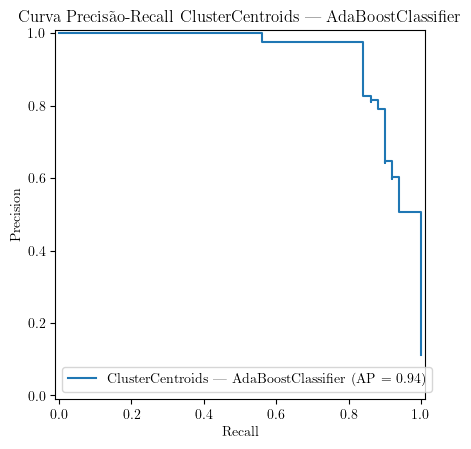 Curva Precisão-Recall ClusterCentroids — AdaBoostClassifier
1.0
0.8
0.6
0.4
0.2
0.0
Precision
ClusterCentroids — AdaBoostClassifier (AP = 0.94)
0.0 0.2 0.4 0.6 0.8 1.0
Recall